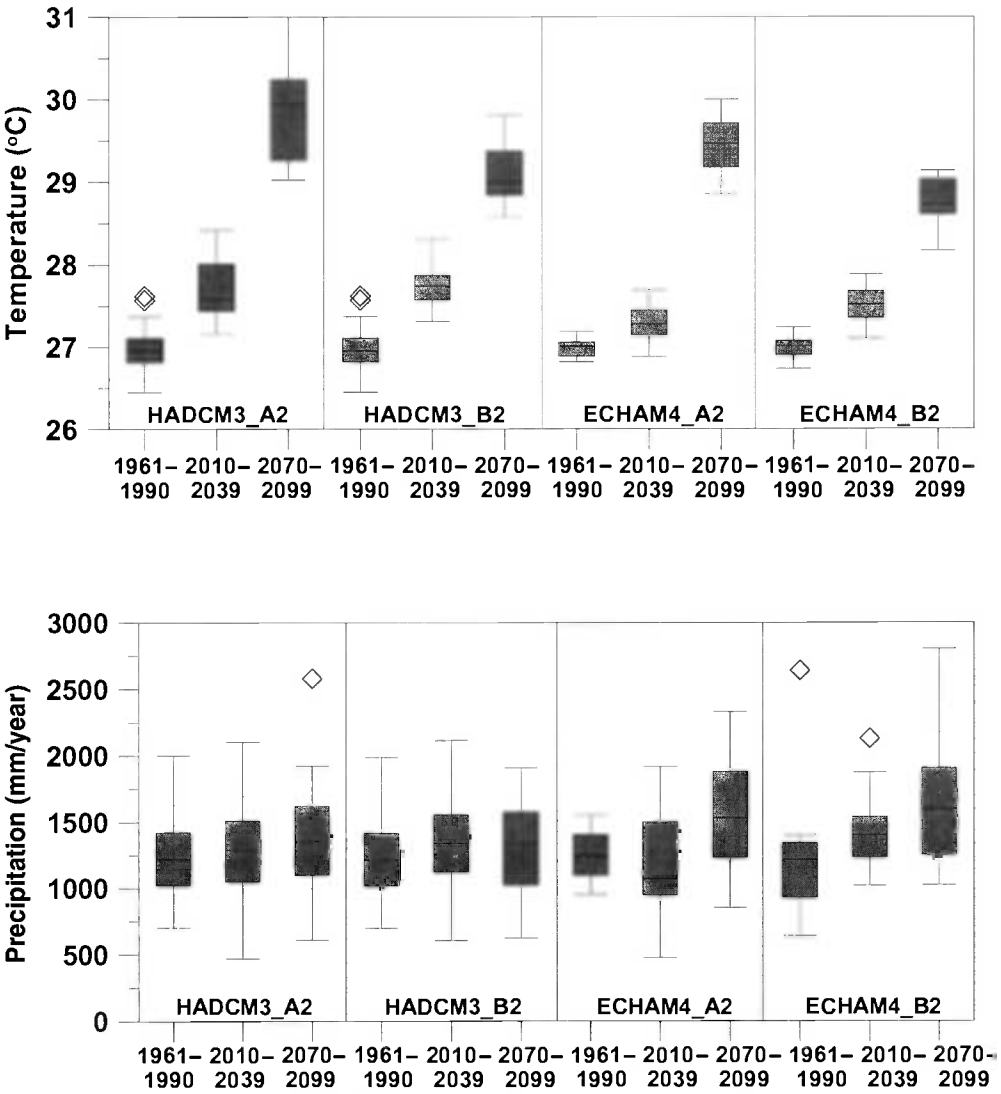 Temperature (°C)
31
30
29
28
27
26
HADCM3_A2 HADCM3_B2 ECHAM4_A2 ECHAM4_B2
1961– 2010– 2070– 1961– 2010– 2070– 1961– 2010– 2070– 1961– 2010– 2070–
1990 2039 2099 1990 2039 2099 1990 2039 2099 1990 2039 2099
Precipitation (mm/year)
3000
2500
2000
1500
1000
500
0
HADCM3_A2 HADCM3_B2 ECHAM4_A2 ECHAM4_B2
1961– 2010– 2070– 1961– 2010– 2070– 1961– 2010– 2070– 1961– 2010– 2070–
1990 2039 2099 1990 2039 2099 1990 2039 2099 1990 2039 2099